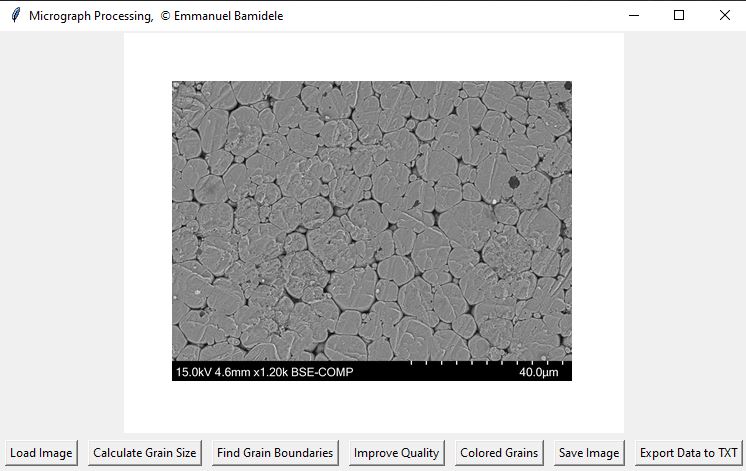 Micrograph Processing, © Emmanuel Bamidele
15.0kV 4.6mm x1.20k BSE-COMP 40.0µm
Load Image Calculate Grain Size Find Grain Boundaries Improve Quality Colored Grains Save Image Export Data to TXT